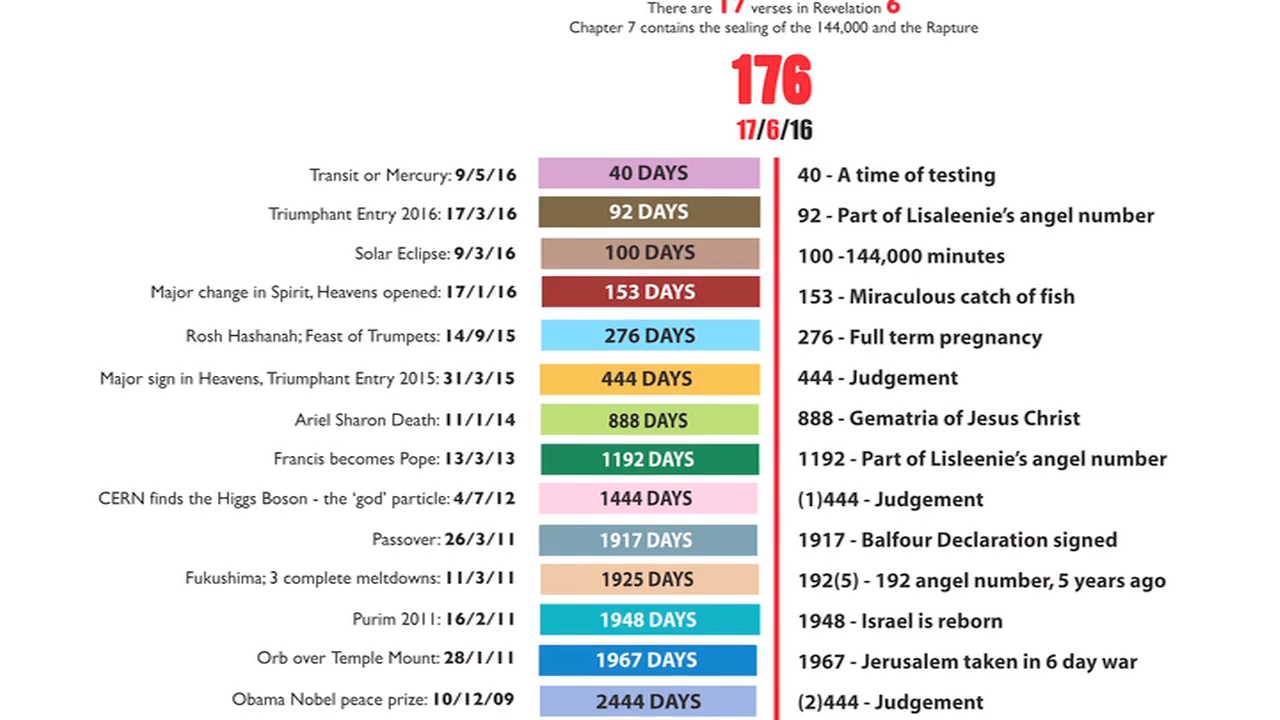 There are 17 verses in Revelation 6
Chapter 7 contains the sealing of the 144,000 and the Rapture
176
17/6/16
Transit or Mercury: 9/5/16 40 DAYS 40 - A time of testing
Triumphant Entry 2016: 17/3/16 92 DAYS 92 - Part of Lisaleenie's angel number
Solar Eclipse: 9/3/16 100 DAYS 100 -144,000 minutes
Major change in Spirit, Heavens opened: 17/1/16 153 DAYS 153 - Miraculous catch of fish
Rosh Hashanah; Feast of Trumpets: 14/9/15 276 DAYS 276 - Full term pregnancy
Major sign in Heavens, Triumphant Entry 2015: 31/3/15 444 DAYS 444 - Judgement
Ariel Sharon Death: 11/1/14 888 DAYS 888 - Gematria of Jesus Christ
Francis becomes Pope: 13/3/13 1192 DAYS 1192 - Part of Lisleenie's angel number
CERN finds the Higgs Boson - the 'god' particle: 4/7/12 1444 DAYS (1)444 - Judgement
Passover: 26/3/11 1917 DAYS 1917 - Balfour Declaration signed
Fukushima; 3 complete meltdowns: 11/3/11 1925 DAYS 192(5) - 192 angel number, 5 years ago
Purim 2011: 16/2/11 1948 DAYS 1948 - Israel is reborn
Orb over Temple Mount: 28/1/11 1967 DAYS 1967 - Jerusalem taken in 6 day war
Obama Nobel peace prize: 10/12/09 2444 DAYS (2)444 - Judgement